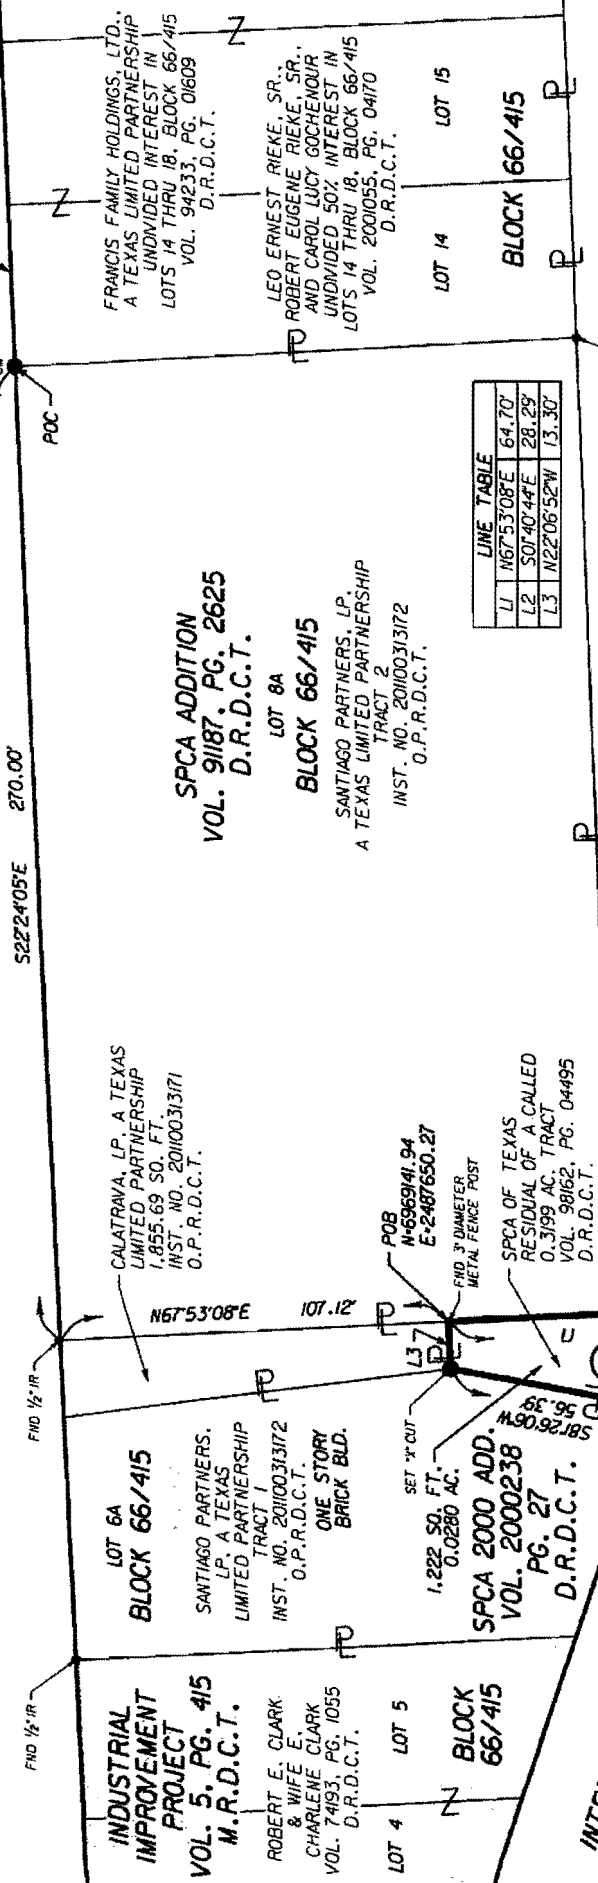 FRANCIS FAMILY HOLDINGS, LTD.,
A TEXAS LIMITED PARTNERSHIP
UNDIVIDED INTEREST IN
LOTS 14 THRU 18, BLOCK 66/415
VOL. 94233, PG. 01609
D.R.D.C.T.
LEO ERNEST RIEKE, SR.,
ROBERT EUGENE RIEKE, SR.,
AND CAROL LUCY GOCHENOUR
UNDIVIDED 50% INTEREST IN
LOTS 14 THRU 18, BLOCK 66/415
VOL. 2001055, PG. 04170
D.R.D.C.T.
LOT 14
LOT 15
BLOCK 66/415
POC
S22°24'05"E 270.00'
SPCA ADDITION
VOL. 91187, PG. 2625
D.R.D.C.T.
LOT 8A
BLOCK 66/415
SANTIAGO PARTNERS, LP,
A TEXAS LIMITED PARTNERSHIP
TRACT 2
INST. NO. 201100313172
O.P.R.D.C.T.
LINE TABLE
L1 N67°53'08"E 64.70'
L2 S01°40'44"E 28.29'
L3 N22°06'52"W 13.30'
CALATRAVA, LP, A TEXAS
LIMITED PARTNERSHIP
1,855.69 SQ. FT.
INST. NO. 201100313171
O.P.R.D.C.T.
N67°53'08"E 107.12'
POB
N=6969141.94
E=2487650.27
FND 3" DIAMETER
METAL FENCE POST
SPCA OF TEXAS
RESIDUAL OF A CALLED
0.3199 AC. TRACT
VOL. 98162, PG. 04495
D.R.D.C.T.
L3
FND ½" IR
SET "X" CUT
S81°26'06"W
56.39'
1,222 SQ. FT.
0.0280 AC.
SPCA 2000 ADD.
VOL. 2000238
PG. 27
D.R.D.C.T.
LOT 6A
BLOCK 66/415
SANTIAGO PARTNERS,
LP, A TEXAS
LIMITED PARTNERSHIP
TRACT 1
INST. NO. 201100313172
O.P.R.D.C.T.
ONE STORY
BRICK BLD.
FND ½" IR
INDUSTRIAL
IMPROVEMENT
PROJECT
VOL. 5, PG. 415
M.R.D.C.T.
ROBERT E. CLARK
& WIFE E.
CHARLENE CLARK
VOL. 74193, PG. 1055
D.R.D.C.T.
LOT 4
LOT 5
BLOCK
66/415